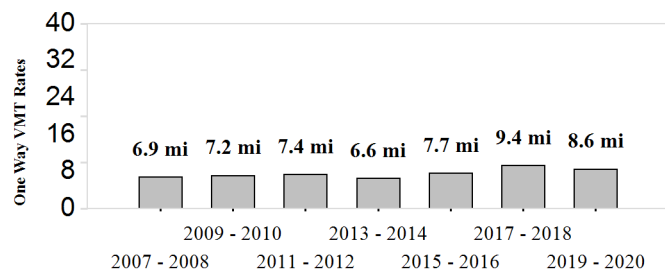 One Way VMT Rates
40
32
24
16
8
0
6.9 mi
7.2 mi
7.4 mi
6.6 mi
7.7 mi
9.4 mi
8.6 mi
2009 - 2010
2013 - 2014
2017 - 2018
2007 - 2008
2011 - 2012
2015 - 2016
2019 - 2020